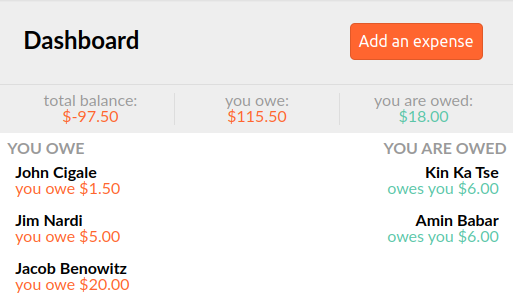 Dashboard
Add an expense
total balance:
$-97.50
you owe:
$115.50
you are owed:
$18.00
YOU OWE
John Cigale
you owe $1.50
Jim Nardi
you owe $5.00
Jacob Benowitz
you owe $20.00
YOU ARE OWED
Kin Ka Tse
owes you $6.00
Amin Babar
owes you $6.00